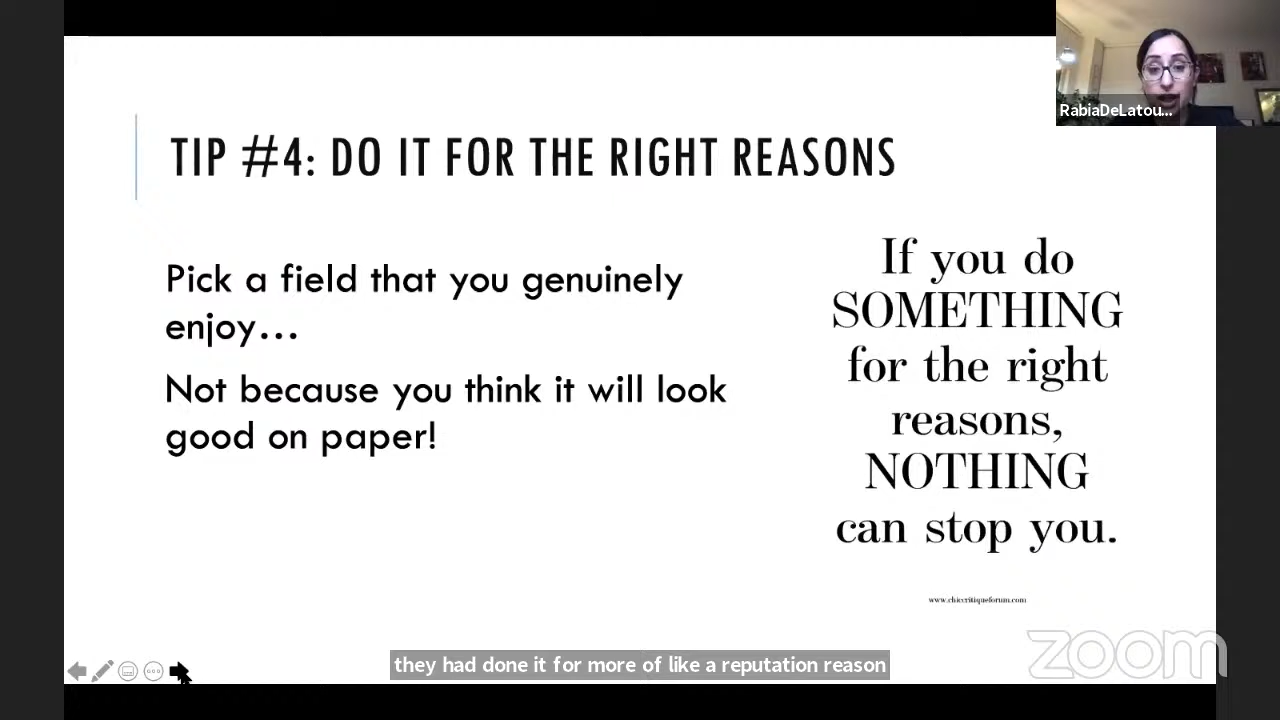 RabiaDeLatou...
TIP #4: DO IT FOR THE RIGHT REASONS
Pick a field that you genuinely
enjoy...
Not because you think it will look
good on paper!
If you do
SOMETHING
for the right
reasons,
NOTHING
can stop you.
www.chiccritiqueforum.com
they had done it for more of like a reputation reason
zoom